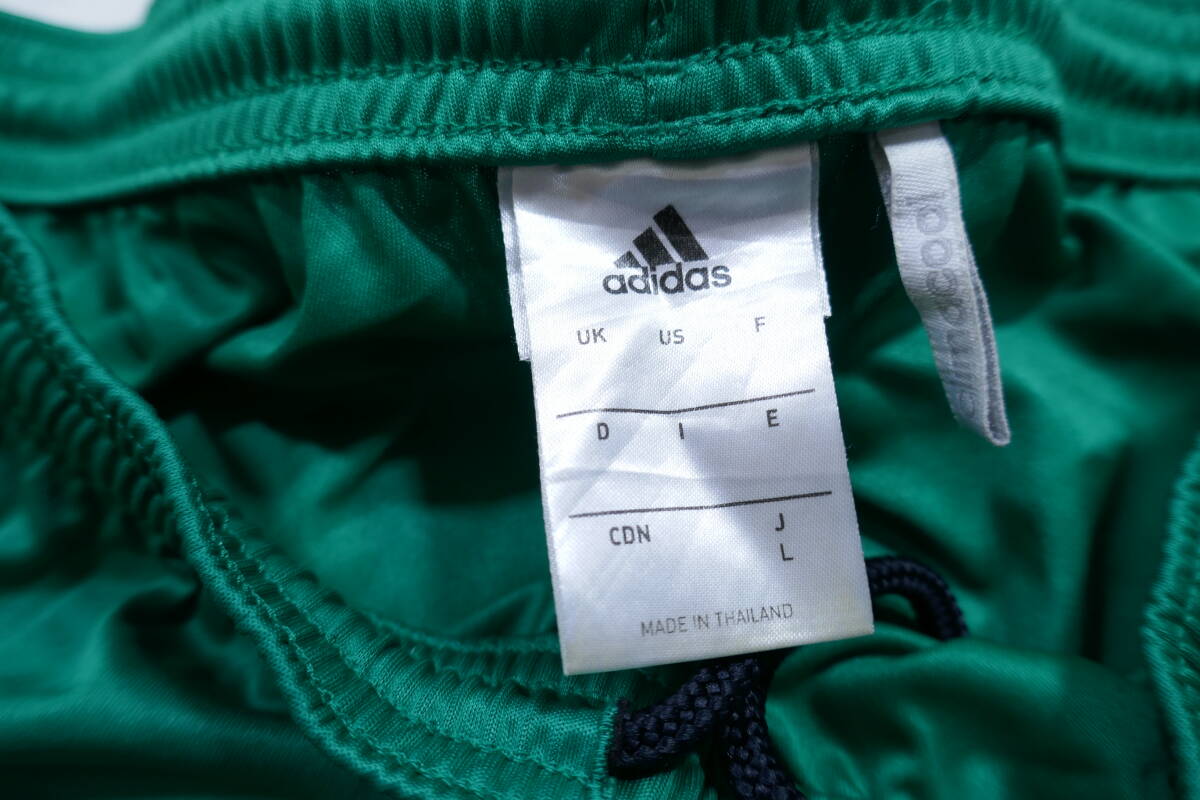 adidas
UK US F
D I E
CDN J
L
MADE IN THAILAND
climacool